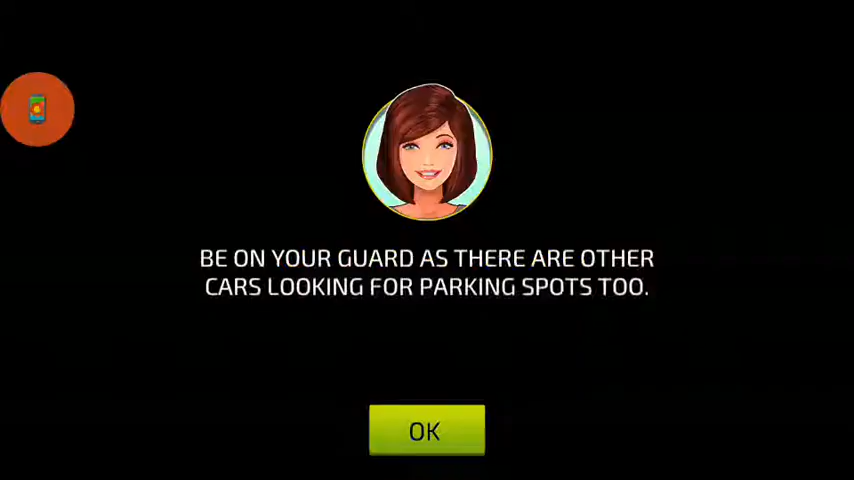 BE ON YOUR GUARD AS THERE ARE OTHER
CARS LOOKING FOR PARKING SPOTS TOO.
OK